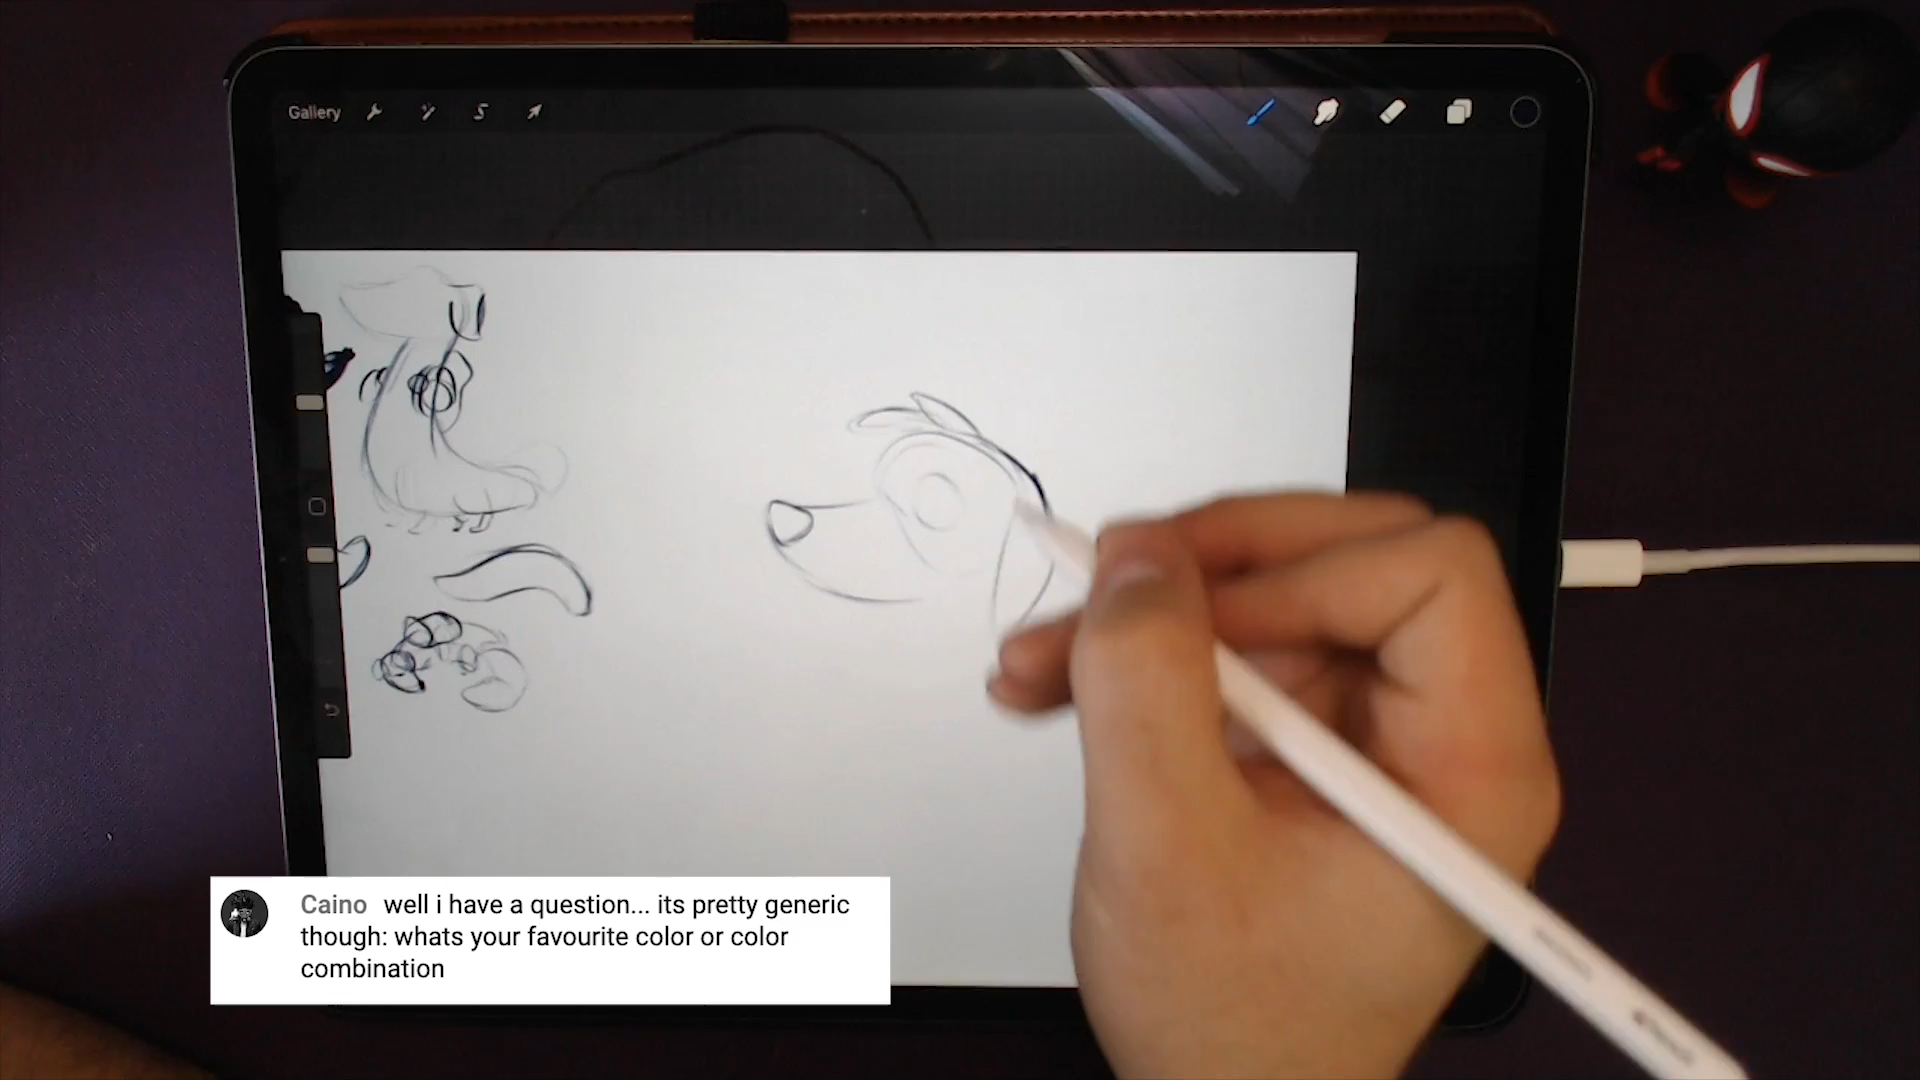 Gallery
Caino well i have a question... its pretty generic
though: whats your favourite color or color
combination